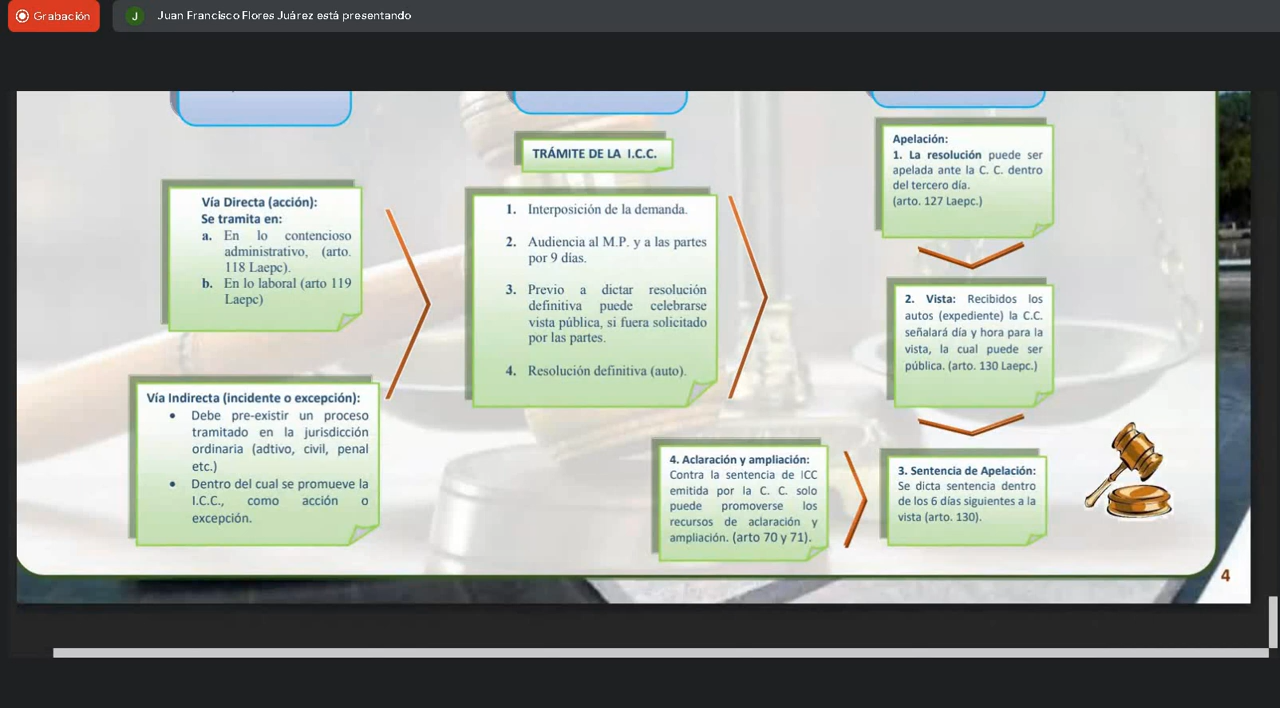 Grabación
J
Juan Francisco Flores Juárez está presentando
TRÁMITE DE LA I.C.C.
Vía Directa (acción):
Se tramita en:
a. En lo contencioso
administrativo, (arto.
118 Laepc).
b. En lo laboral (arto 119
Laepc)
Vía Indirecta (incidente o excepción):
• Debe pre-existir un proceso
tramitado en la jurisdicción
ordinaria (adtivo, civil, penal
etc.)
• Dentro del cual se promueve la
I.C.C., como acción o
excepción.
1. Interposición de la demanda.
2. Audiencia al M.P. y a las partes
por 9 días.
3. Previo a dictar resolución
definitiva puede celebrarse
vista pública, si fuera solicitado
por las partes.
4. Resolución definitiva (auto).
Apelación:
1. La resolución puede ser
apelada ante la C. C. dentro
del tercero día.
(arto. 127 Laepc.)
2. Vista: Recibidos los
autos (expediente) la C.C.
señalará día y hora para la
vista, la cual puede ser
pública. (arto. 130 Laepc.)
3. Sentencia de Apelación:
Se dicta sentencia dentro
de los 6 días siguientes a la
vista (arto. 130).
4. Aclaración y ampliación:
Contra la sentencia de ICC
emitida por la C. C. solo
puede promoverse los
recursos de aclaración y
ampliación. (arto 70 y 71).
4